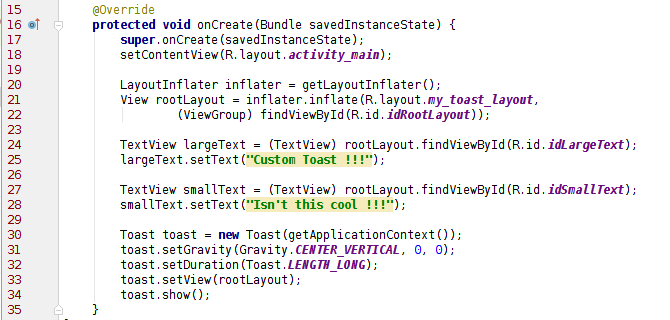 15 @Override
16 protected void onCreate(Bundle savedInstanceState) {
17 super.onCreate(savedInstanceState);
18 setContentView(R.layout.activity_main);
19
20 LayoutInflater inflater = getLayoutInflater();
21 View rootLayout = inflater.inflate(R.layout.my_toast_layout,
22 (ViewGroup) findViewById(R.id.idRootLayout));
23
24 TextView largeText = (TextView) rootLayout.findViewById(R.id.idLargeText);
25 largeText.setText("Custom Toast !!!");
26
27 TextView smallText = (TextView) rootLayout.findViewById(R.id.idSmallText);
28 smallText.setText("Isn't this cool !!!");
29
30 Toast toast = new Toast(getApplicationContext());
31 toast.setGravity(Gravity.CENTER_VERTICAL, 0, 0);
32 toast.setDuration(Toast.LENGTH_LONG);
33 toast.setView(rootLayout);
34 toast.show();
35 }